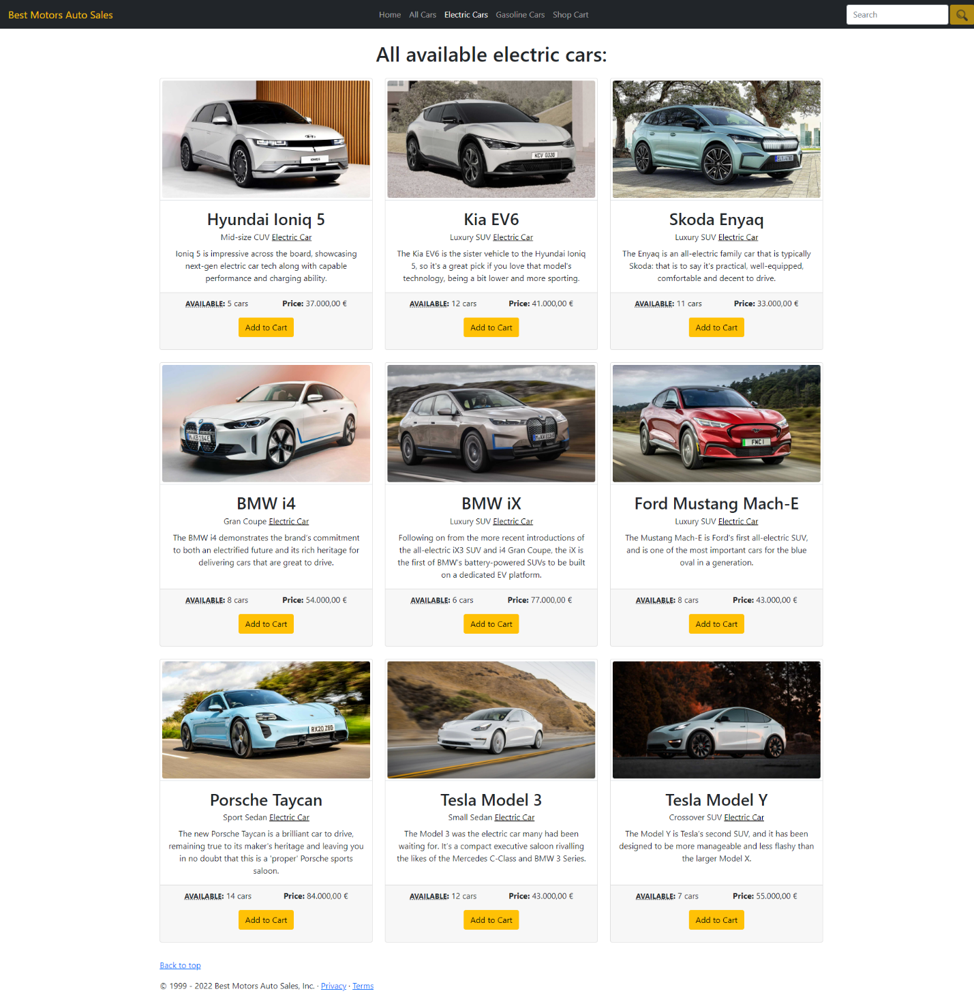 Best Motors Auto Sales
Home All Cars Electric Cars Gasoline Cars Shop Cart
Search
All available electric cars:
IONIQ 5
KCV 033D
Hyundai Ioniq 5
Mid-size CUV Electric Car
Ioniq 5 is impressive across the board, showcasing
next-gen electric car tech along with capable
performance and charging ability.
AVAILABLE: 5 cars Price: 37.000,00 €
Add to Cart
Kia EV6
Luxury SUV Electric Car
The Kia EV6 is the sister vehicle to the Hyundai Ioniq
5, so it's a great pick if you love that model's
technology, being a bit lower and more sporting.
AVAILABLE: 12 cars Price: 41.000,00 €
Add to Cart
Skoda Enyaq
Luxury SUV Electric Car
The Enyaq is an all-electric family car that is typically
Skoda: that is to say it's practical, well-equipped,
comfortable and decent to drive.
AVAILABLE: 11 cars Price: 33.000,00 €
Add to Cart
FMC 1
BMW i4
Gran Coupe Electric Car
The BMW i4 demonstrates the brand's commitment
to both an electrified future and its rich heritage for
delivering cars that are great to drive.
AVAILABLE: 8 cars Price: 54.000,00 €
Add to Cart
BMW iX
Luxury SUV Electric Car
Following on from the more recent introductions of
the all-electric iX3 SUV and i4 Gran Coupe, the iX is
the first of BMW's battery-powered SUVs to be built
on a dedicated EV platform.
AVAILABLE: 6 cars Price: 77.000,00 €
Add to Cart
Ford Mustang Mach-E
Luxury SUV Electric Car
The Mustang Mach-E is Ford's first all-electric SUV,
and is one of the most important cars for the blue
oval in a generation.
AVAILABLE: 8 cars Price: 43.000,00 €
Add to Cart
RX20 ZBD
Porsche Taycan
Sport Sedan Electric Car
The new Porsche Taycan is a brilliant car to drive,
remaining true to its maker's heritage and leaving you
in no doubt that this is a 'proper' Porsche sports
saloon.
AVAILABLE: 14 cars Price: 84.000,00 €
Add to Cart
Tesla Model 3
Small Sedan Electric Car
The Model 3 was the electric car many had been
waiting for. It's a compact executive saloon rivalling
the likes of the Mercedes C-Class and BMW 3 Series.
AVAILABLE: 12 cars Price: 43.000,00 €
Add to Cart
Tesla Model Y
Crossover SUV Electric Car
The Model Y is Tesla's second SUV, and it has been
designed to be more manageable and less flashy than
the larger Model X.
AVAILABLE: 7 cars Price: 55.000,00 €
Add to Cart
Back to top
© 1999 - 2022 Best Motors Auto Sales, Inc. · Privacy · Terms